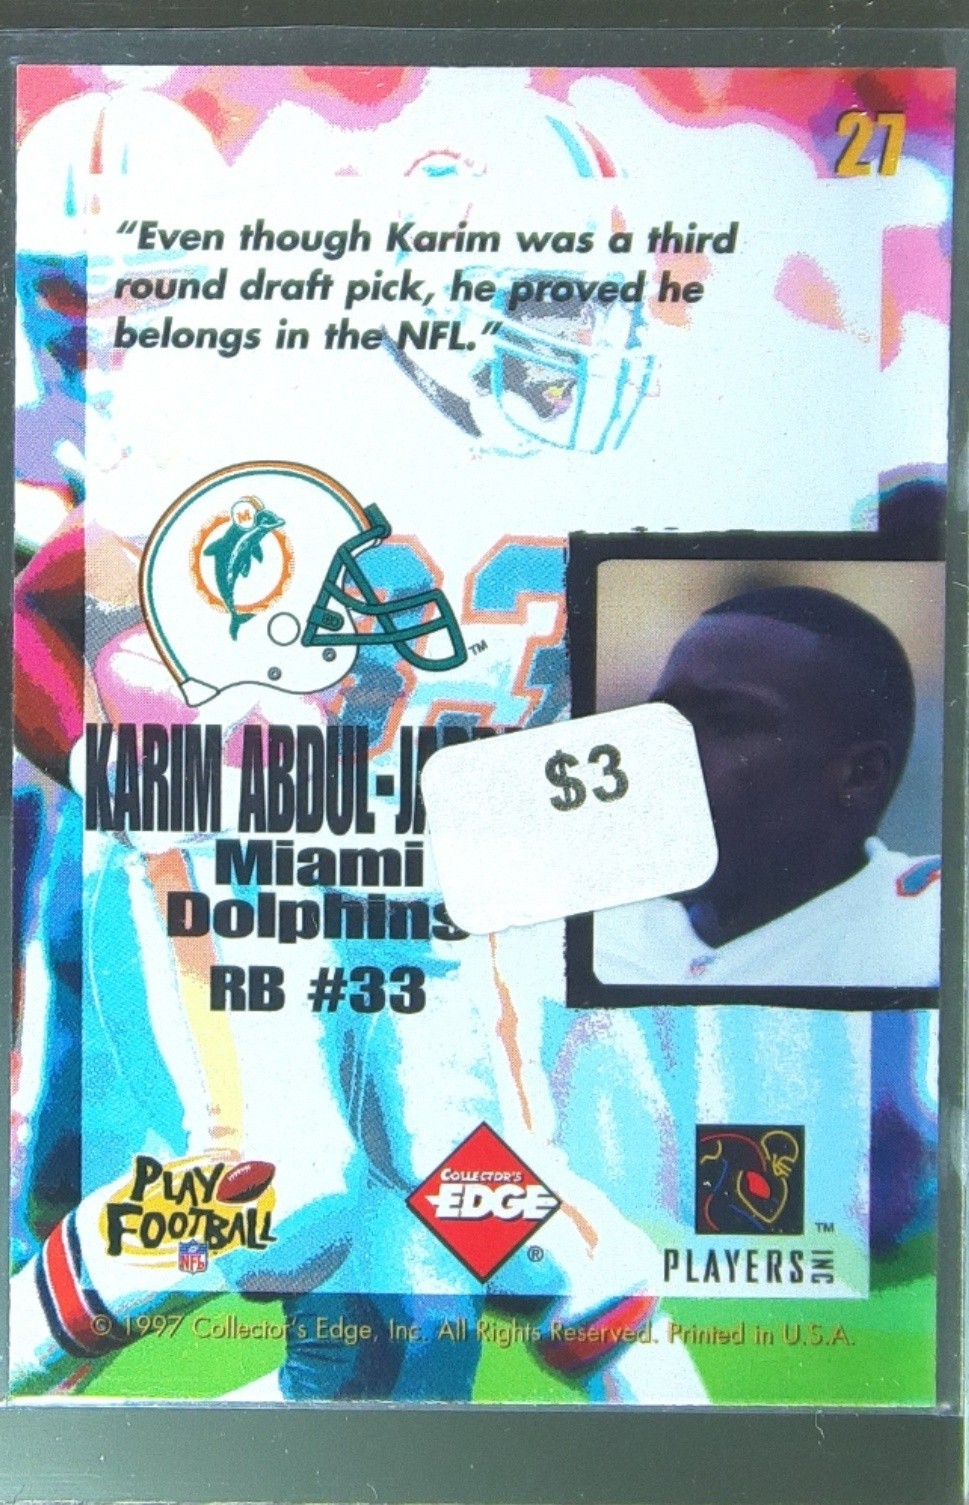 27
"Even though Karim was a third
round draft pick, he proved he
belongs in the NFL."
M
TM
KARIM ABDUL-JA
$3
Miami
Dolphins
RB #33
PLAY
FOOTBALL
NFL
COLLECTOR'S
EDGE
®
TM
PLAYERS INC
© 1997 Collector's Edge, Inc. All Rights Reserved. Printed in U.S.A.